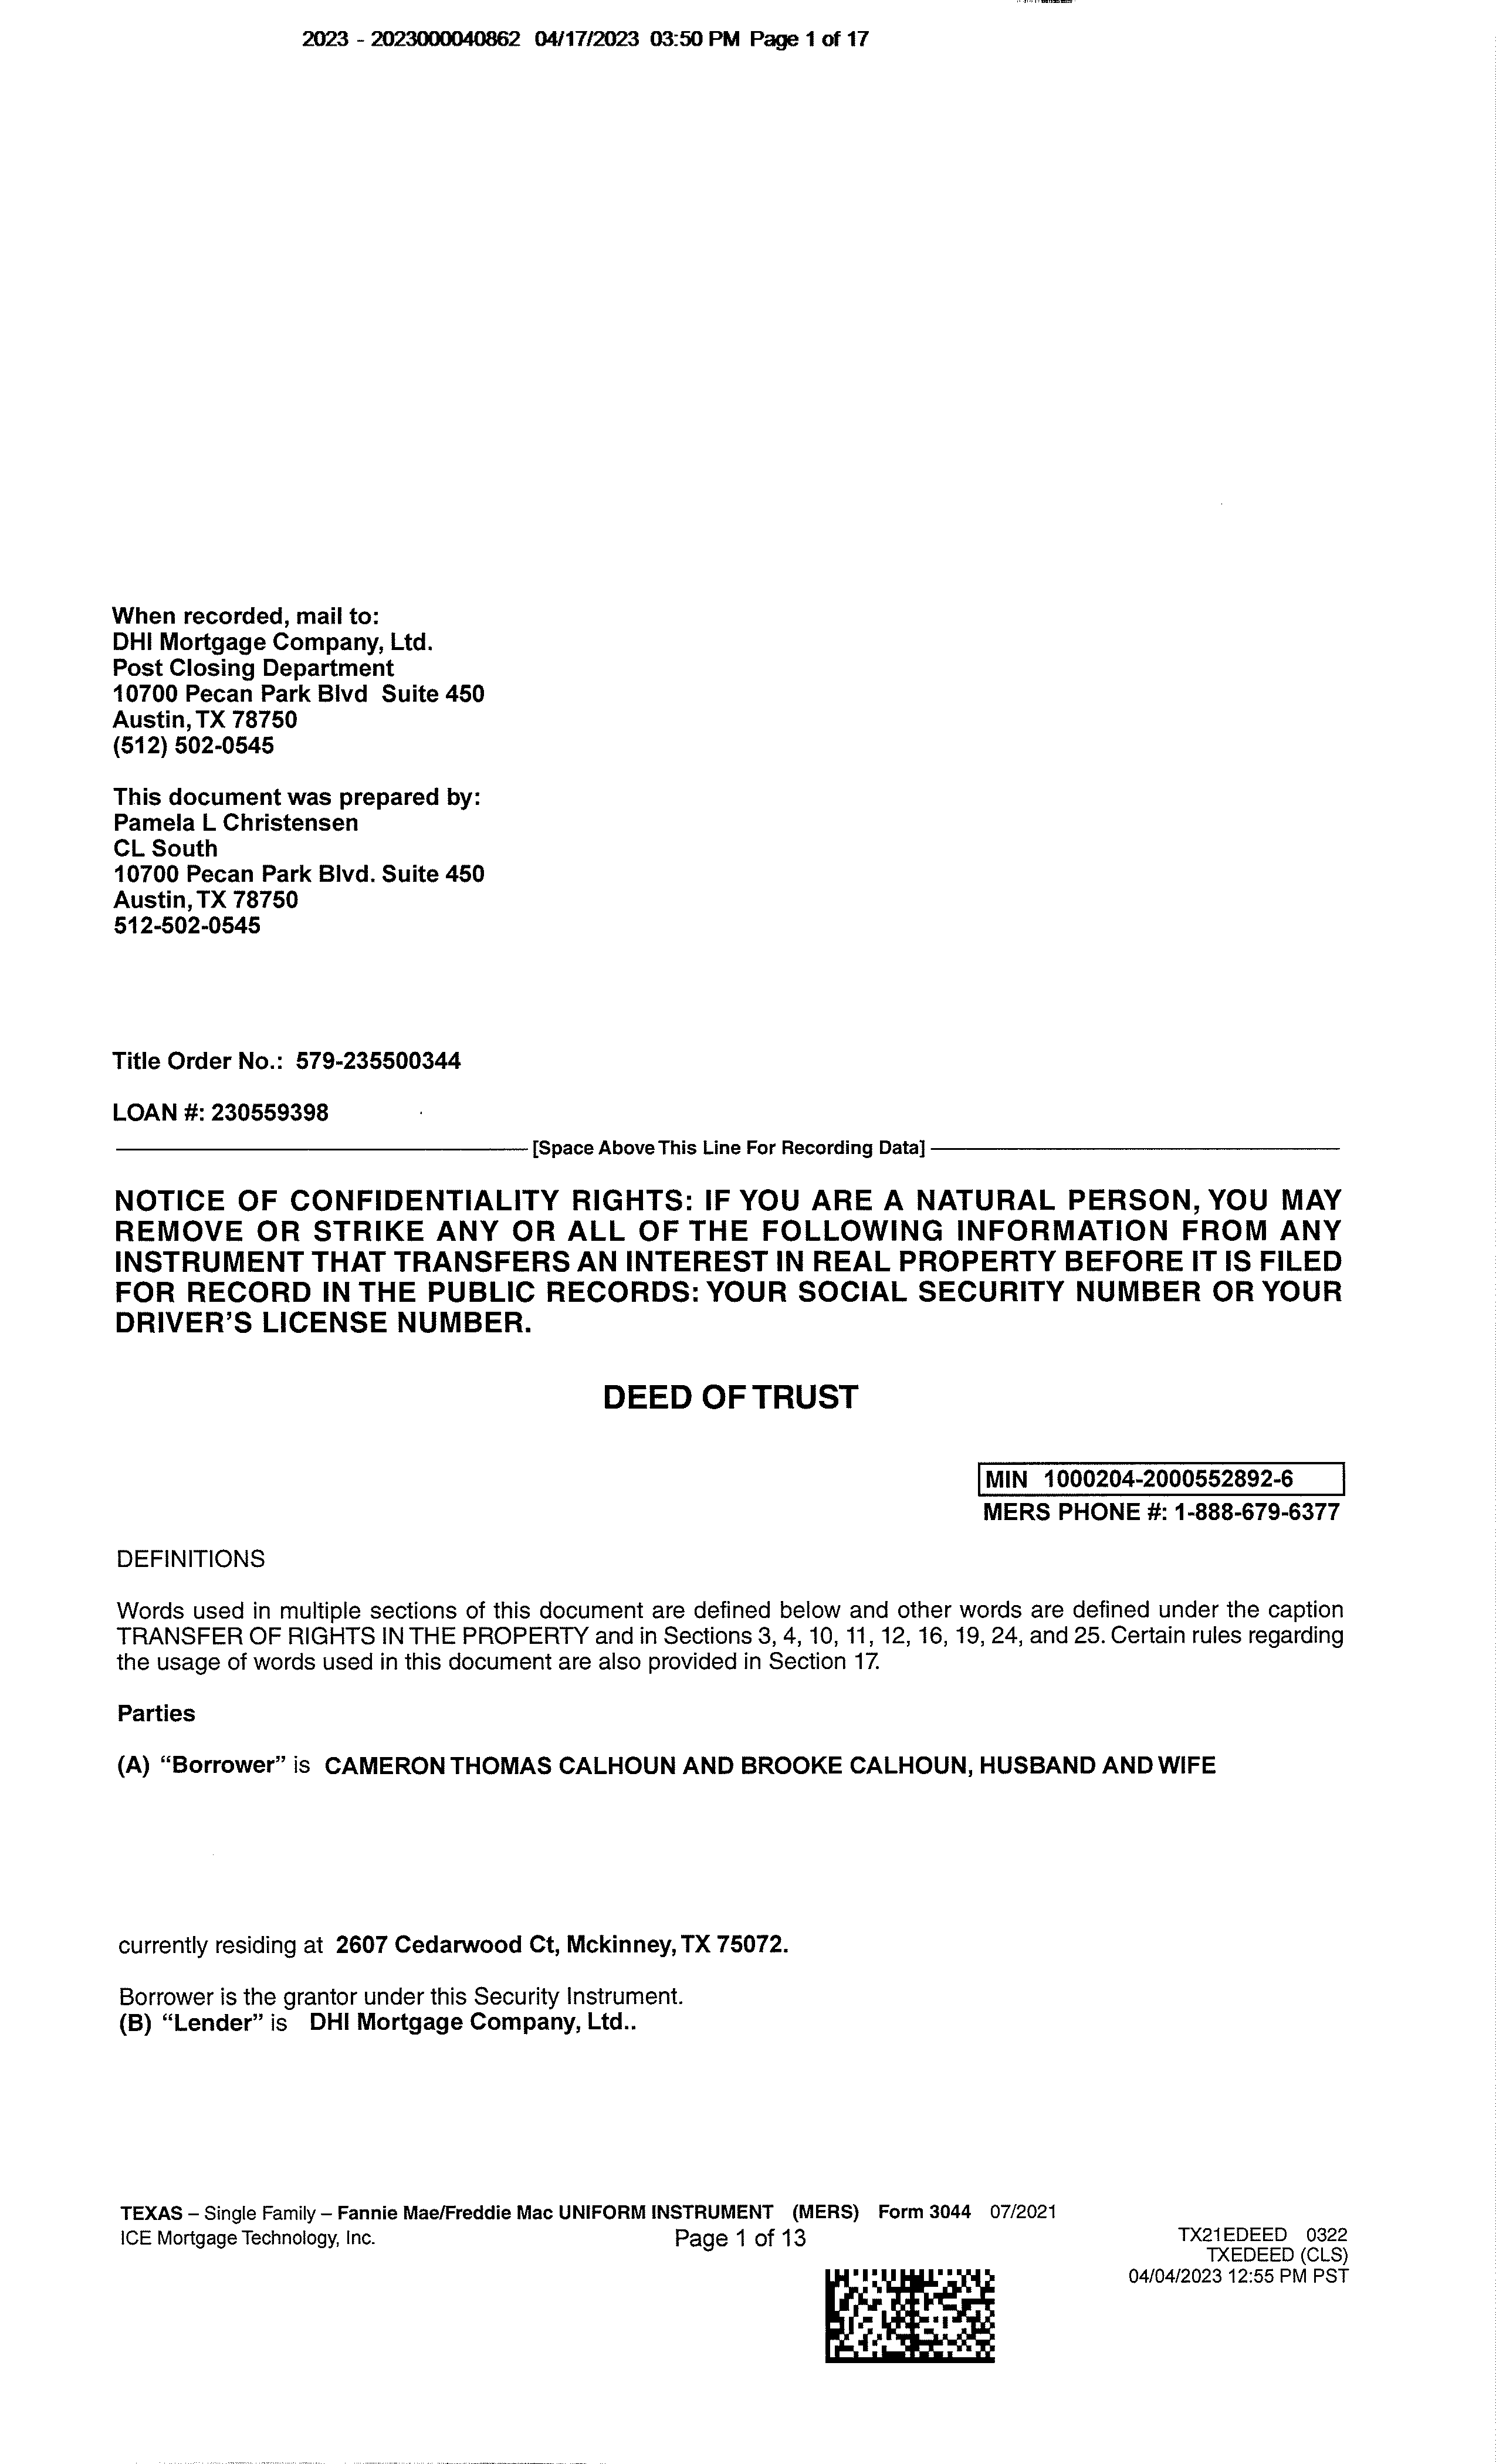 2023 - 2023000040862 04/17/2023 03:50 PM Page 1 of 17
When recorded, mail to:
DHI Mortgage Company, Ltd.
Post Closing Department
10700 Pecan Park Blvd Suite 450
Austin, TX 78750
(512) 502-0545
This document was prepared by:
Pamela L Christensen
CL South
10700 Pecan Park Blvd. Suite 450
Austin, TX 78750
512-502-0545
Title Order No.: 579-235500344
LOAN #: 230559398
[Space Above This Line For Recording Data]
NOTICE OF CONFIDENTIALITY RIGHTS: IF YOU ARE A NATURAL PERSON, YOU MAY
REMOVE OR STRIKE ANY OR ALL OF THE FOLLOWING INFORMATION FROM ANY
INSTRUMENT THAT TRANSFERS AN INTEREST IN REAL PROPERTY BEFORE IT IS FILED
FOR RECORD IN THE PUBLIC RECORDS: YOUR SOCIAL SECURITY NUMBER OR YOUR
DRIVER'S LICENSE NUMBER.
DEED OF TRUST
MIN 1000204-2000552892-6
MERS PHONE #: 1-888-679-6377
DEFINITIONS
Words used in multiple sections of this document are defined below and other words are defined under the caption
TRANSFER OF RIGHTS IN THE PROPERTY and in Sections 3, 4, 10, 11, 12, 16, 19, 24, and 25. Certain rules regarding
the usage of words used in this document are also provided in Section 17.
Parties
(A) “Borrower” is CAMERON THOMAS CALHOUN AND BROOKE CALHOUN, HUSBAND AND WIFE
currently residing at 2607 Cedarwood Ct, Mckinney, TX 75072.
Borrower is the grantor under this Security Instrument.
(B) “Lender” is DHI Mortgage Company, Ltd..
TEXAS – Single Family – Fannie Mae/Freddie Mac UNIFORM INSTRUMENT (MERS) Form 3044 07/2021
ICE Mortgage Technology, Inc.
Page 1 of 13
TX21EDEED 0322
TXEDEED (CLS)
04/04/2023 12:55 PM PST